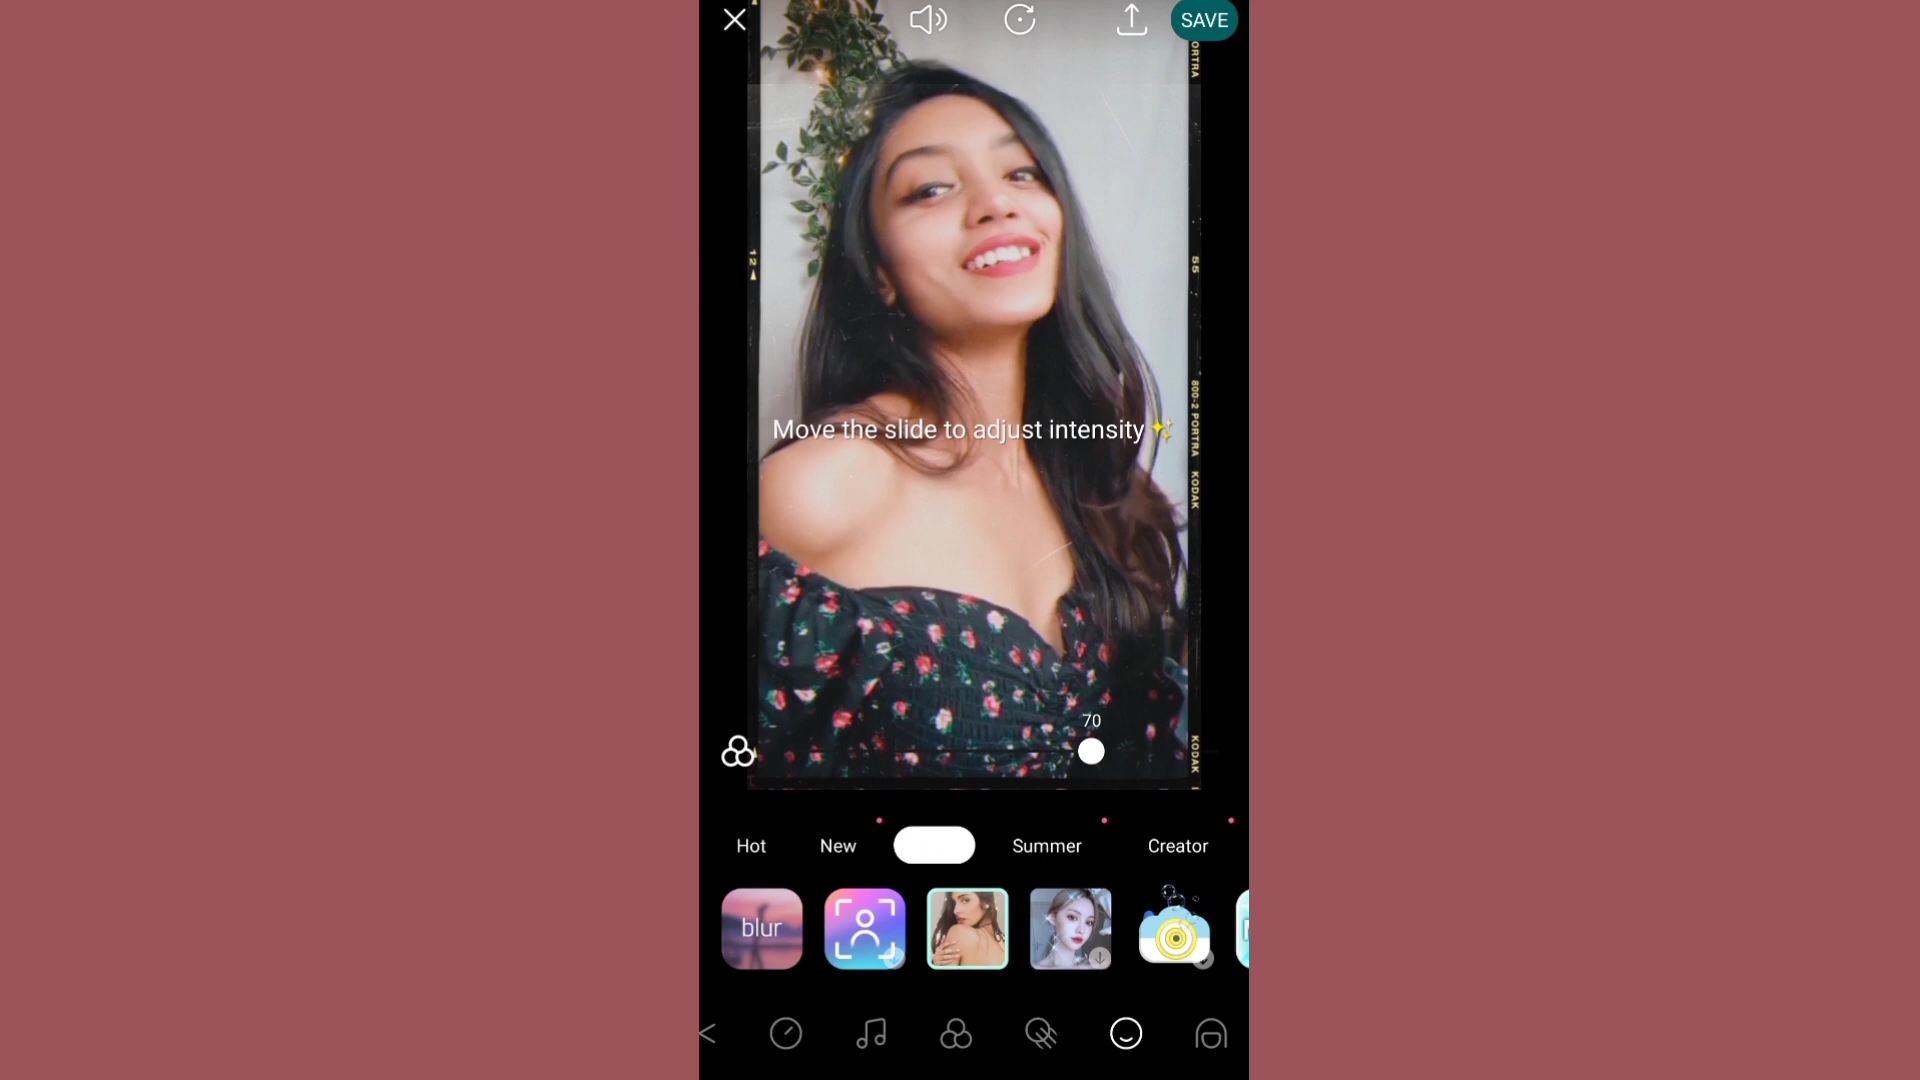 SAVE
ORTRA
12
55
Move the slide to adjust intensity
800-2 PORTRA KODAK
70
KODAK
Hot New Summer Creator
blur